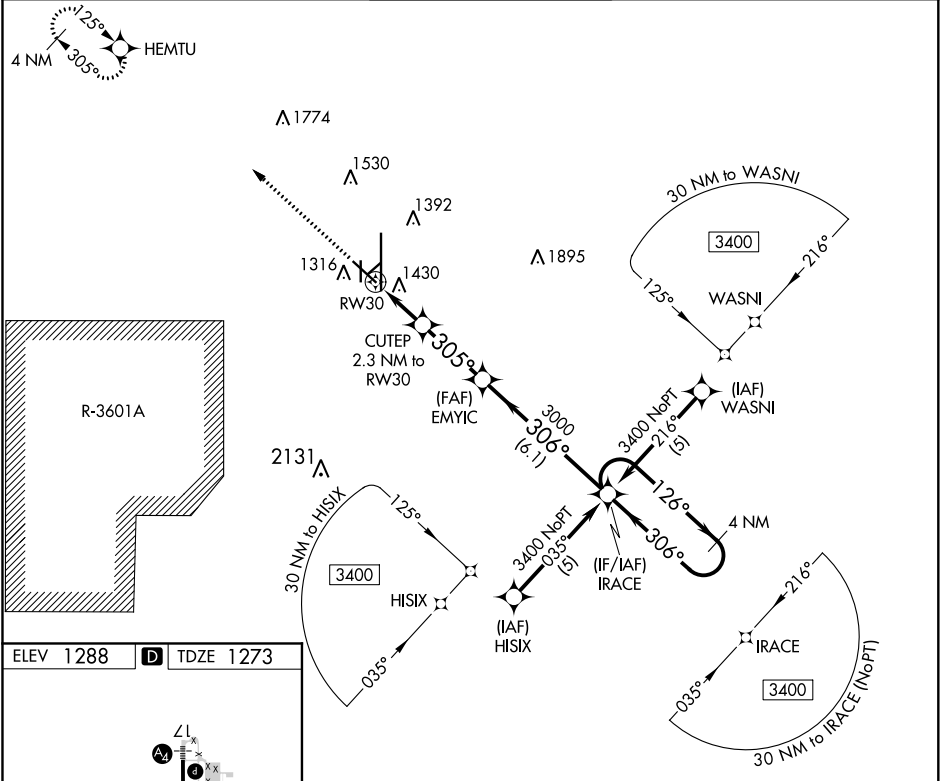 125°
HEMTU
4 NM
305°
1774
1530
1392
1316
1430
1895
RW30
CUTEP
2.3 NM to
RW30
305°
(FAF)
EMYIC
3000
306°
(6.1)
30 NM to WASNI
3400
216°
125°
WASNI
(IAF)
WASNI
3400 NoPT
216°
(5)
R-3601A
2131
30 NM to HISIX
125°
3400
HISIX
035°
3400 NoPT
035°
(5)
(IAF)
HISIX
126°
4 NM
306°
(IF/IAF)
IRACE
216°
IRACE
035°
3400
30 NM to IRACE (NoPT)
ELEV 1288 D TDZE 1273
17
A4
P
X
X
X
X
X